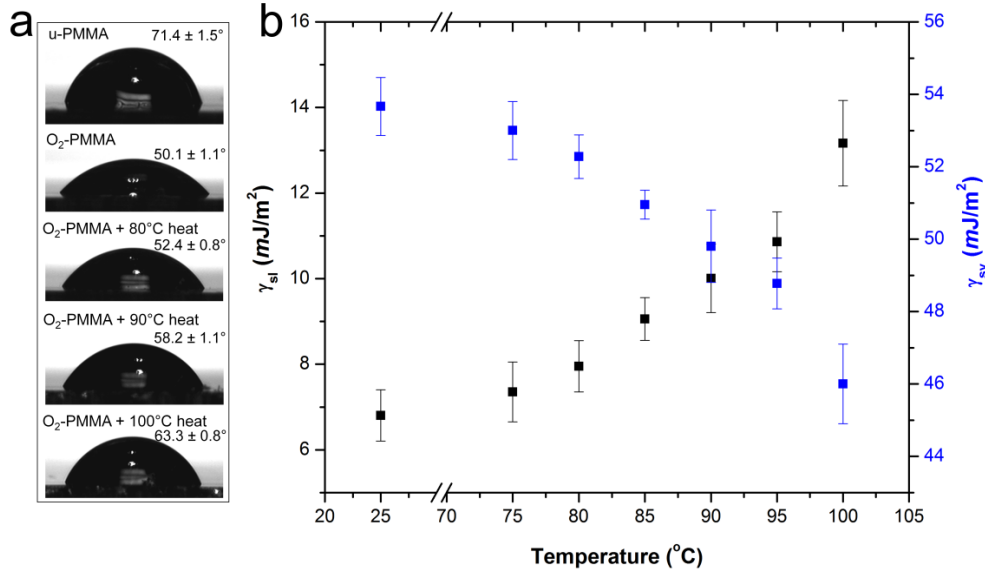 a
u-PMMA 71.4 ± 1.5°
O₂-PMMA
50.1 ± 1.1°
O₂-PMMA + 80°C heat
52.4 ± 0.8°
O₂-PMMA + 90°C heat
58.2 ± 1.1°
O₂-PMMA + 100°C heat
63.3 ± 0.8°
b
16
14
12
10
8
6
γsl (mJ/m²)
56
54
52
50
48
46
44
γsv (mJ/m²)
20 25 70 75 80 85 90 95 100 105
Temperature (°C)